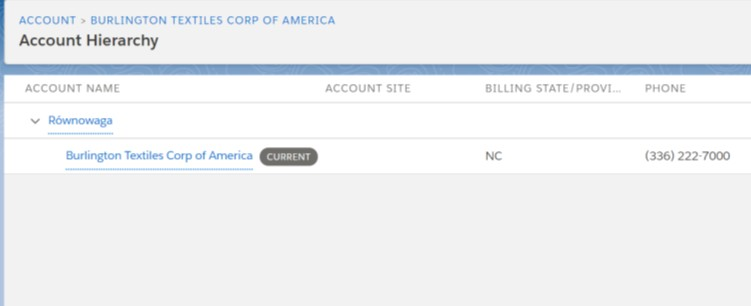 ACCOUNT > BURLINGTON TEXTILES CORP OF AMERICA
Account Hierarchy
ACCOUNT NAME ACCOUNT SITE BILLING STATE/PROVI... PHONE
Równowaga
Burlington Textiles Corp of America CURRENT NC (336) 222-7000